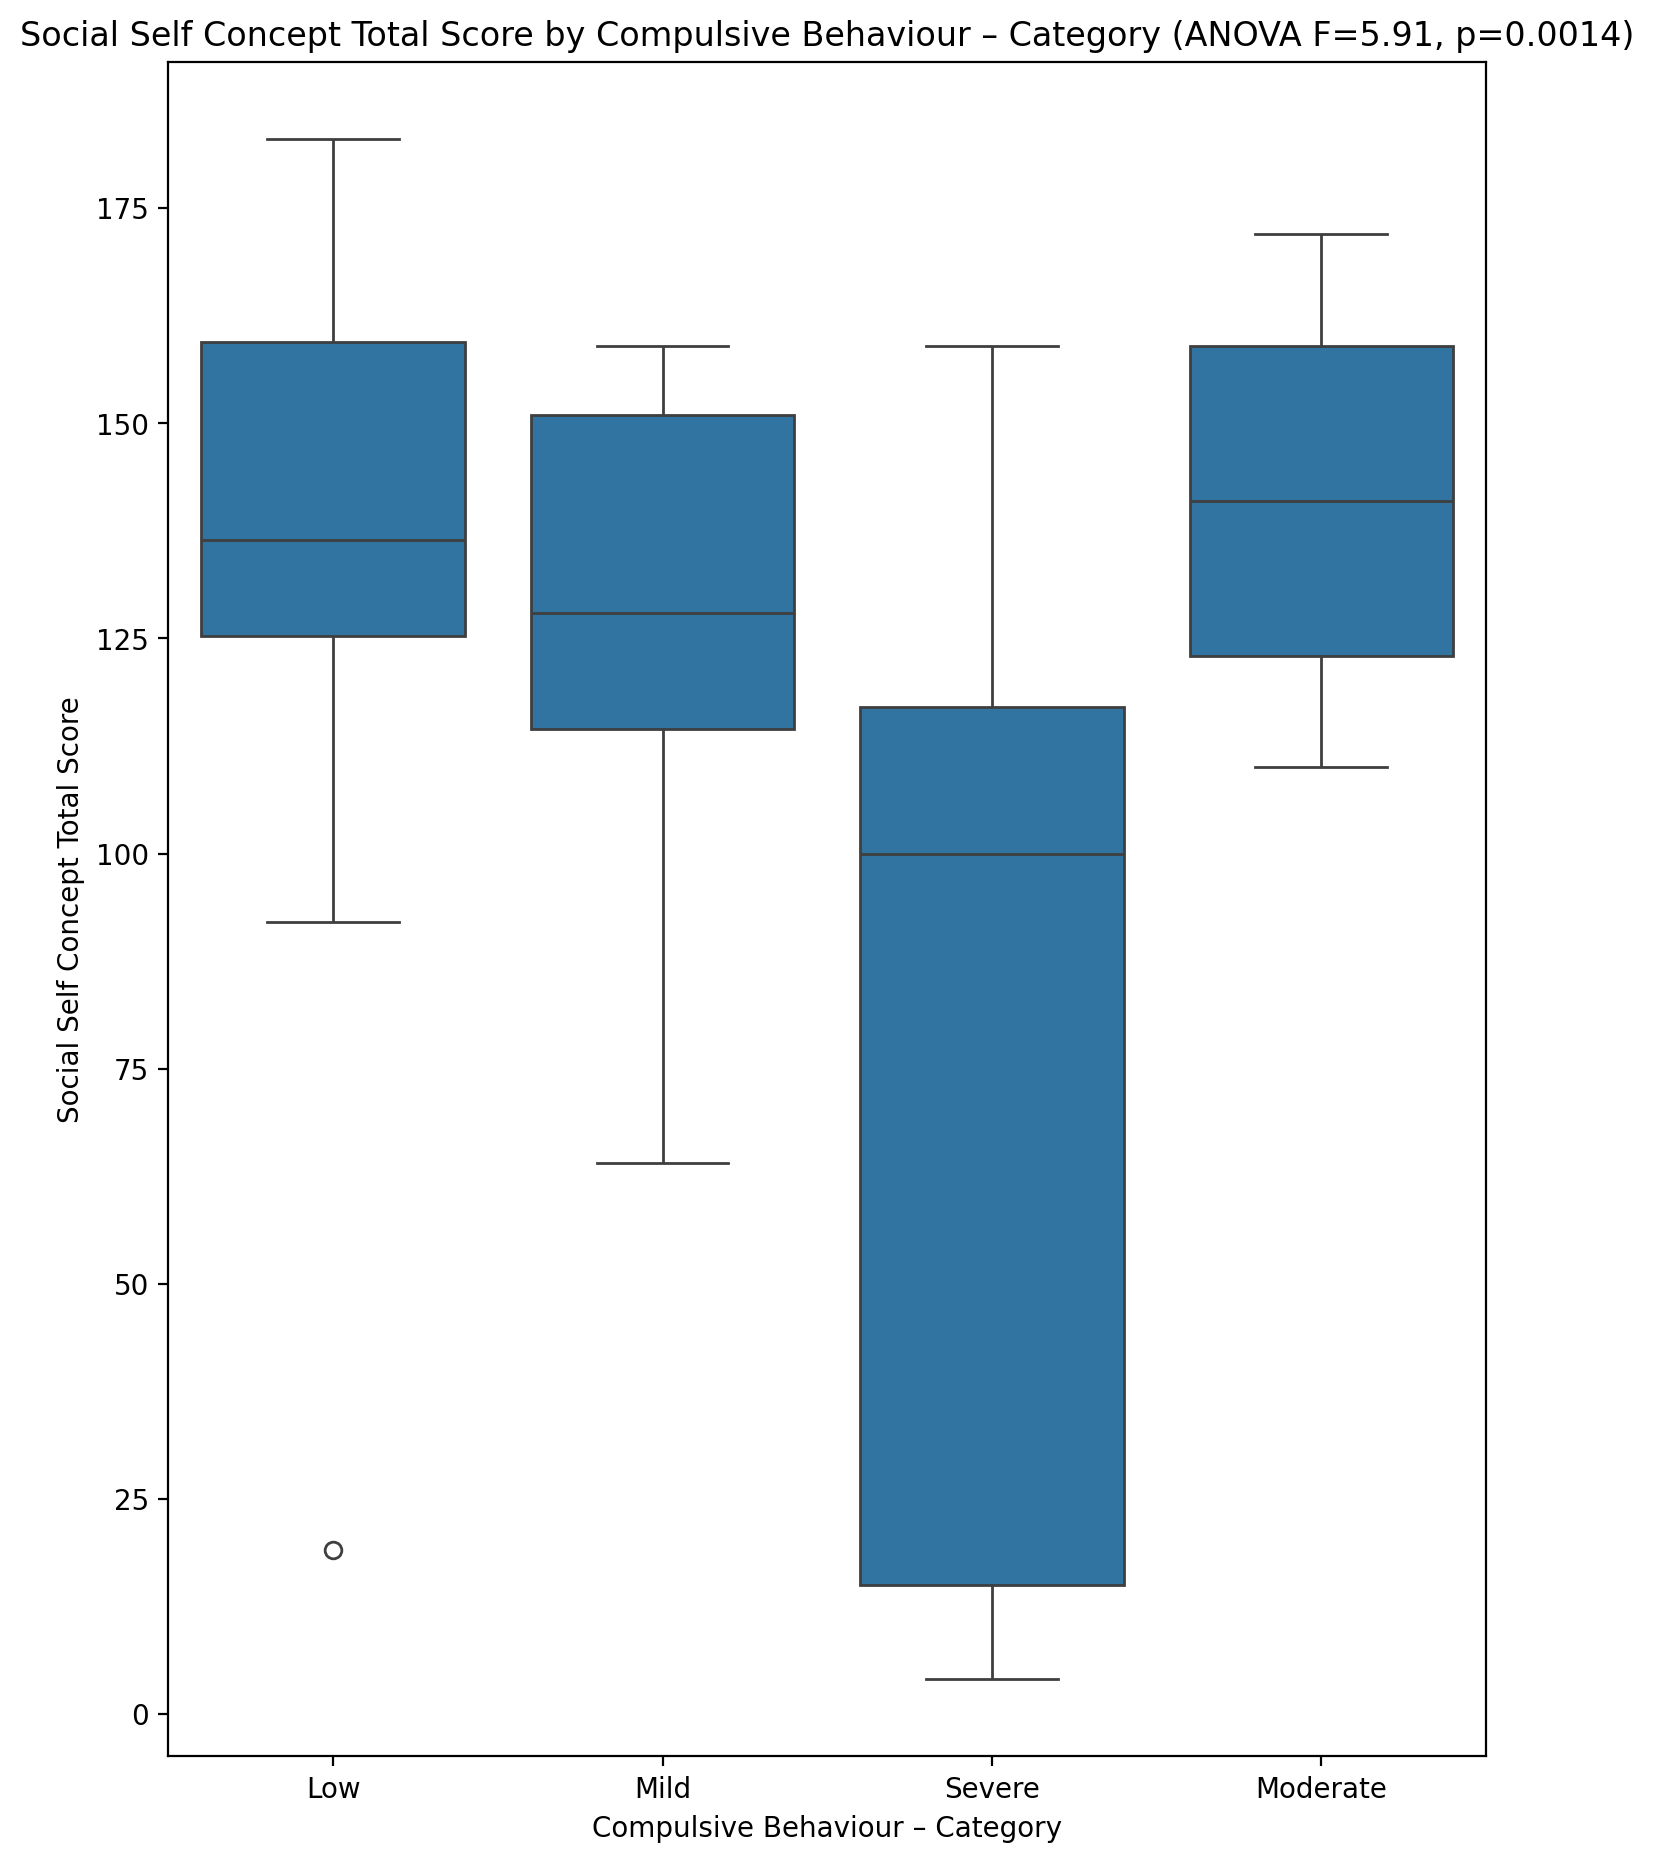 Social Self Concept Total Score by Compulsive Behaviour – Category (ANOVA F=5.91, p=0.0014)
Social Self Concept Total Score
175
150
125
100
75
50
25
0
Low Mild Severe Moderate
Compulsive Behaviour – Category